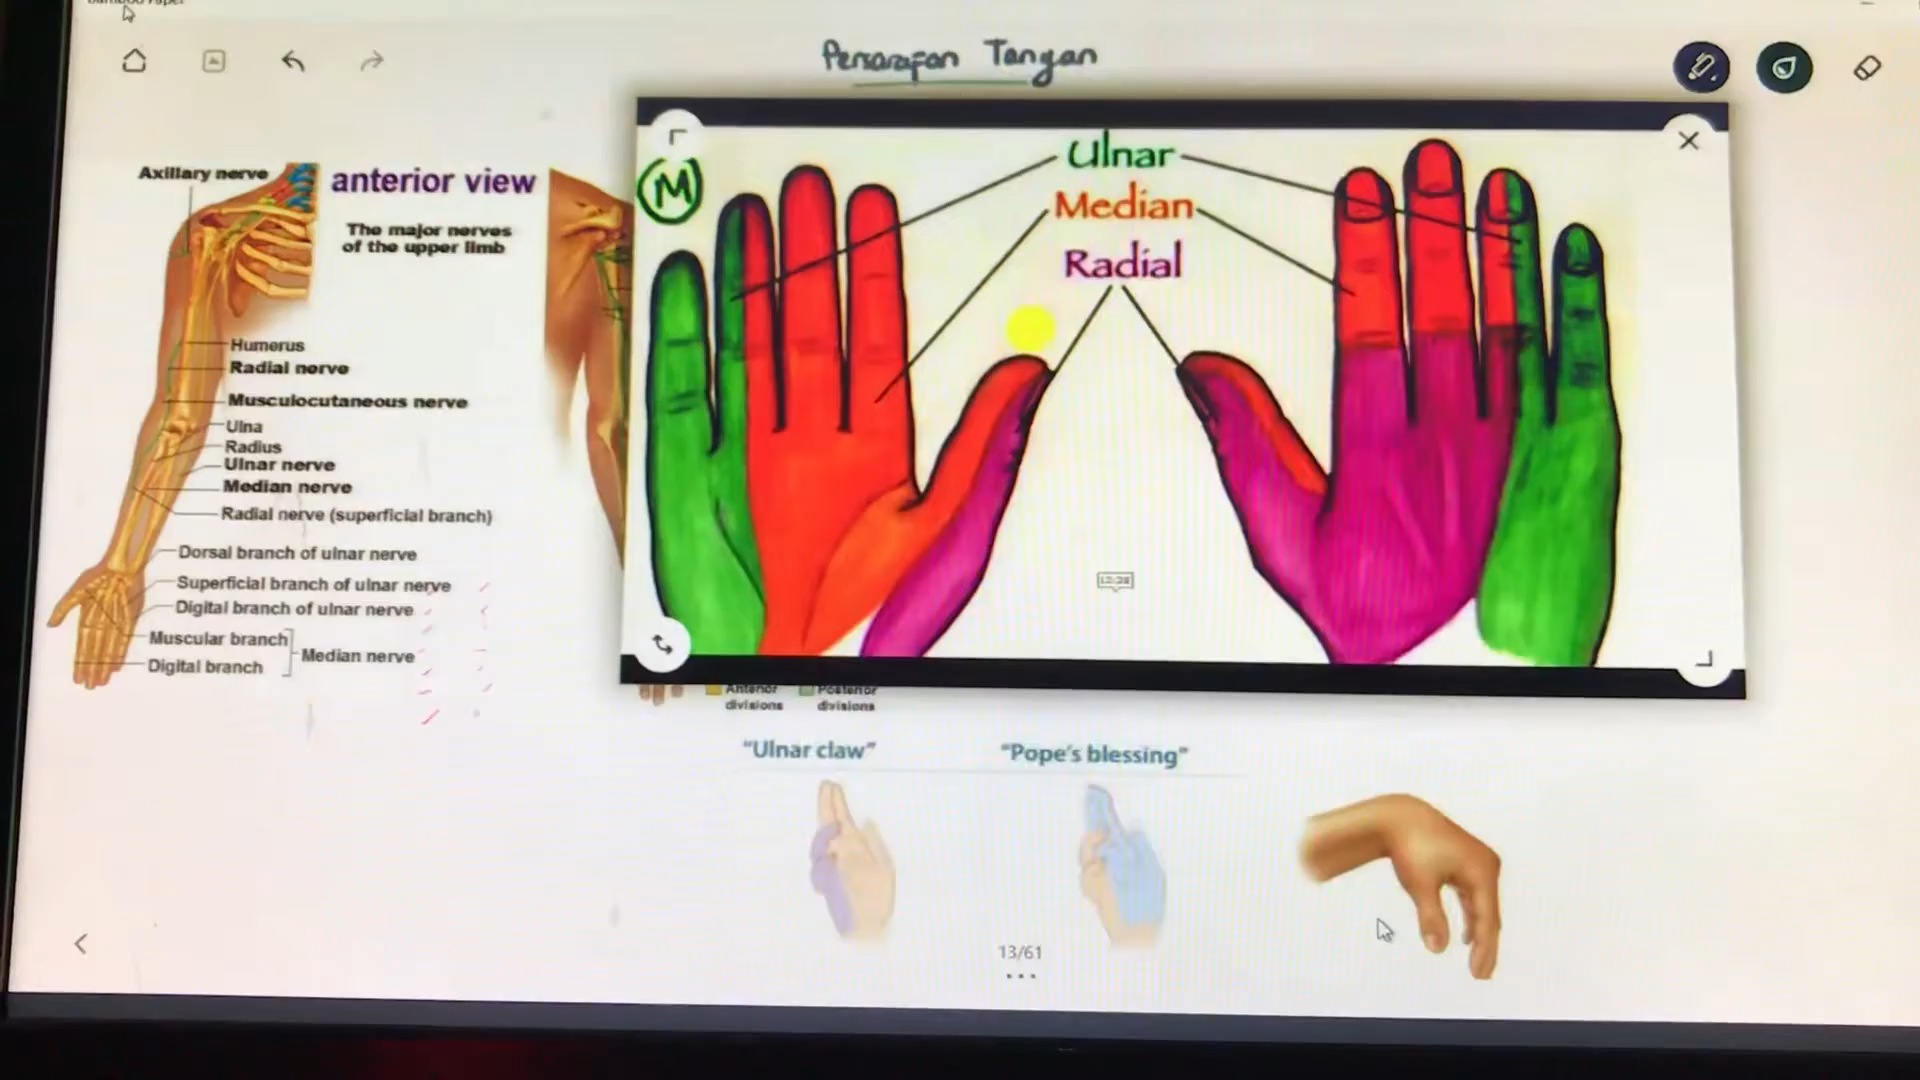 Persarafan Tangan
Axillary nerve
anterior view
The major nerves
of the upper limb
Humerus
Radial nerve
Musculocutaneous nerve
Ulna
Radius
Ulnar nerve
Median nerve
Radial nerve (superficial branch)
Dorsal branch of ulnar nerve
Superficial branch of ulnar nerve
Digital branch of ulnar nerve
Muscular branch
Digital branch
Median nerve
M
Ulnar
Median
Radial
Anterior
divisions
Posterior
divisions
"Ulnar claw"
"Pope's blessing"
13/61